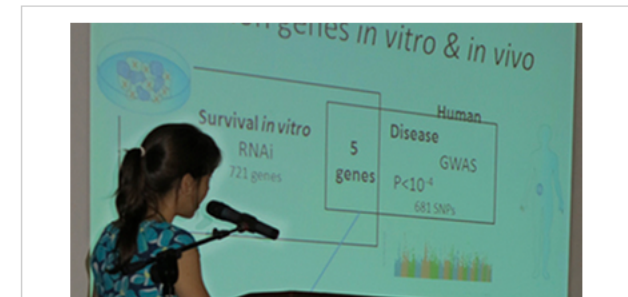 on genes in vitro & in vivo
Human
Survival in vitro
RNAi
721 genes
5
genes
Disease
GWAS
P<10⁻⁴
681 SNPs